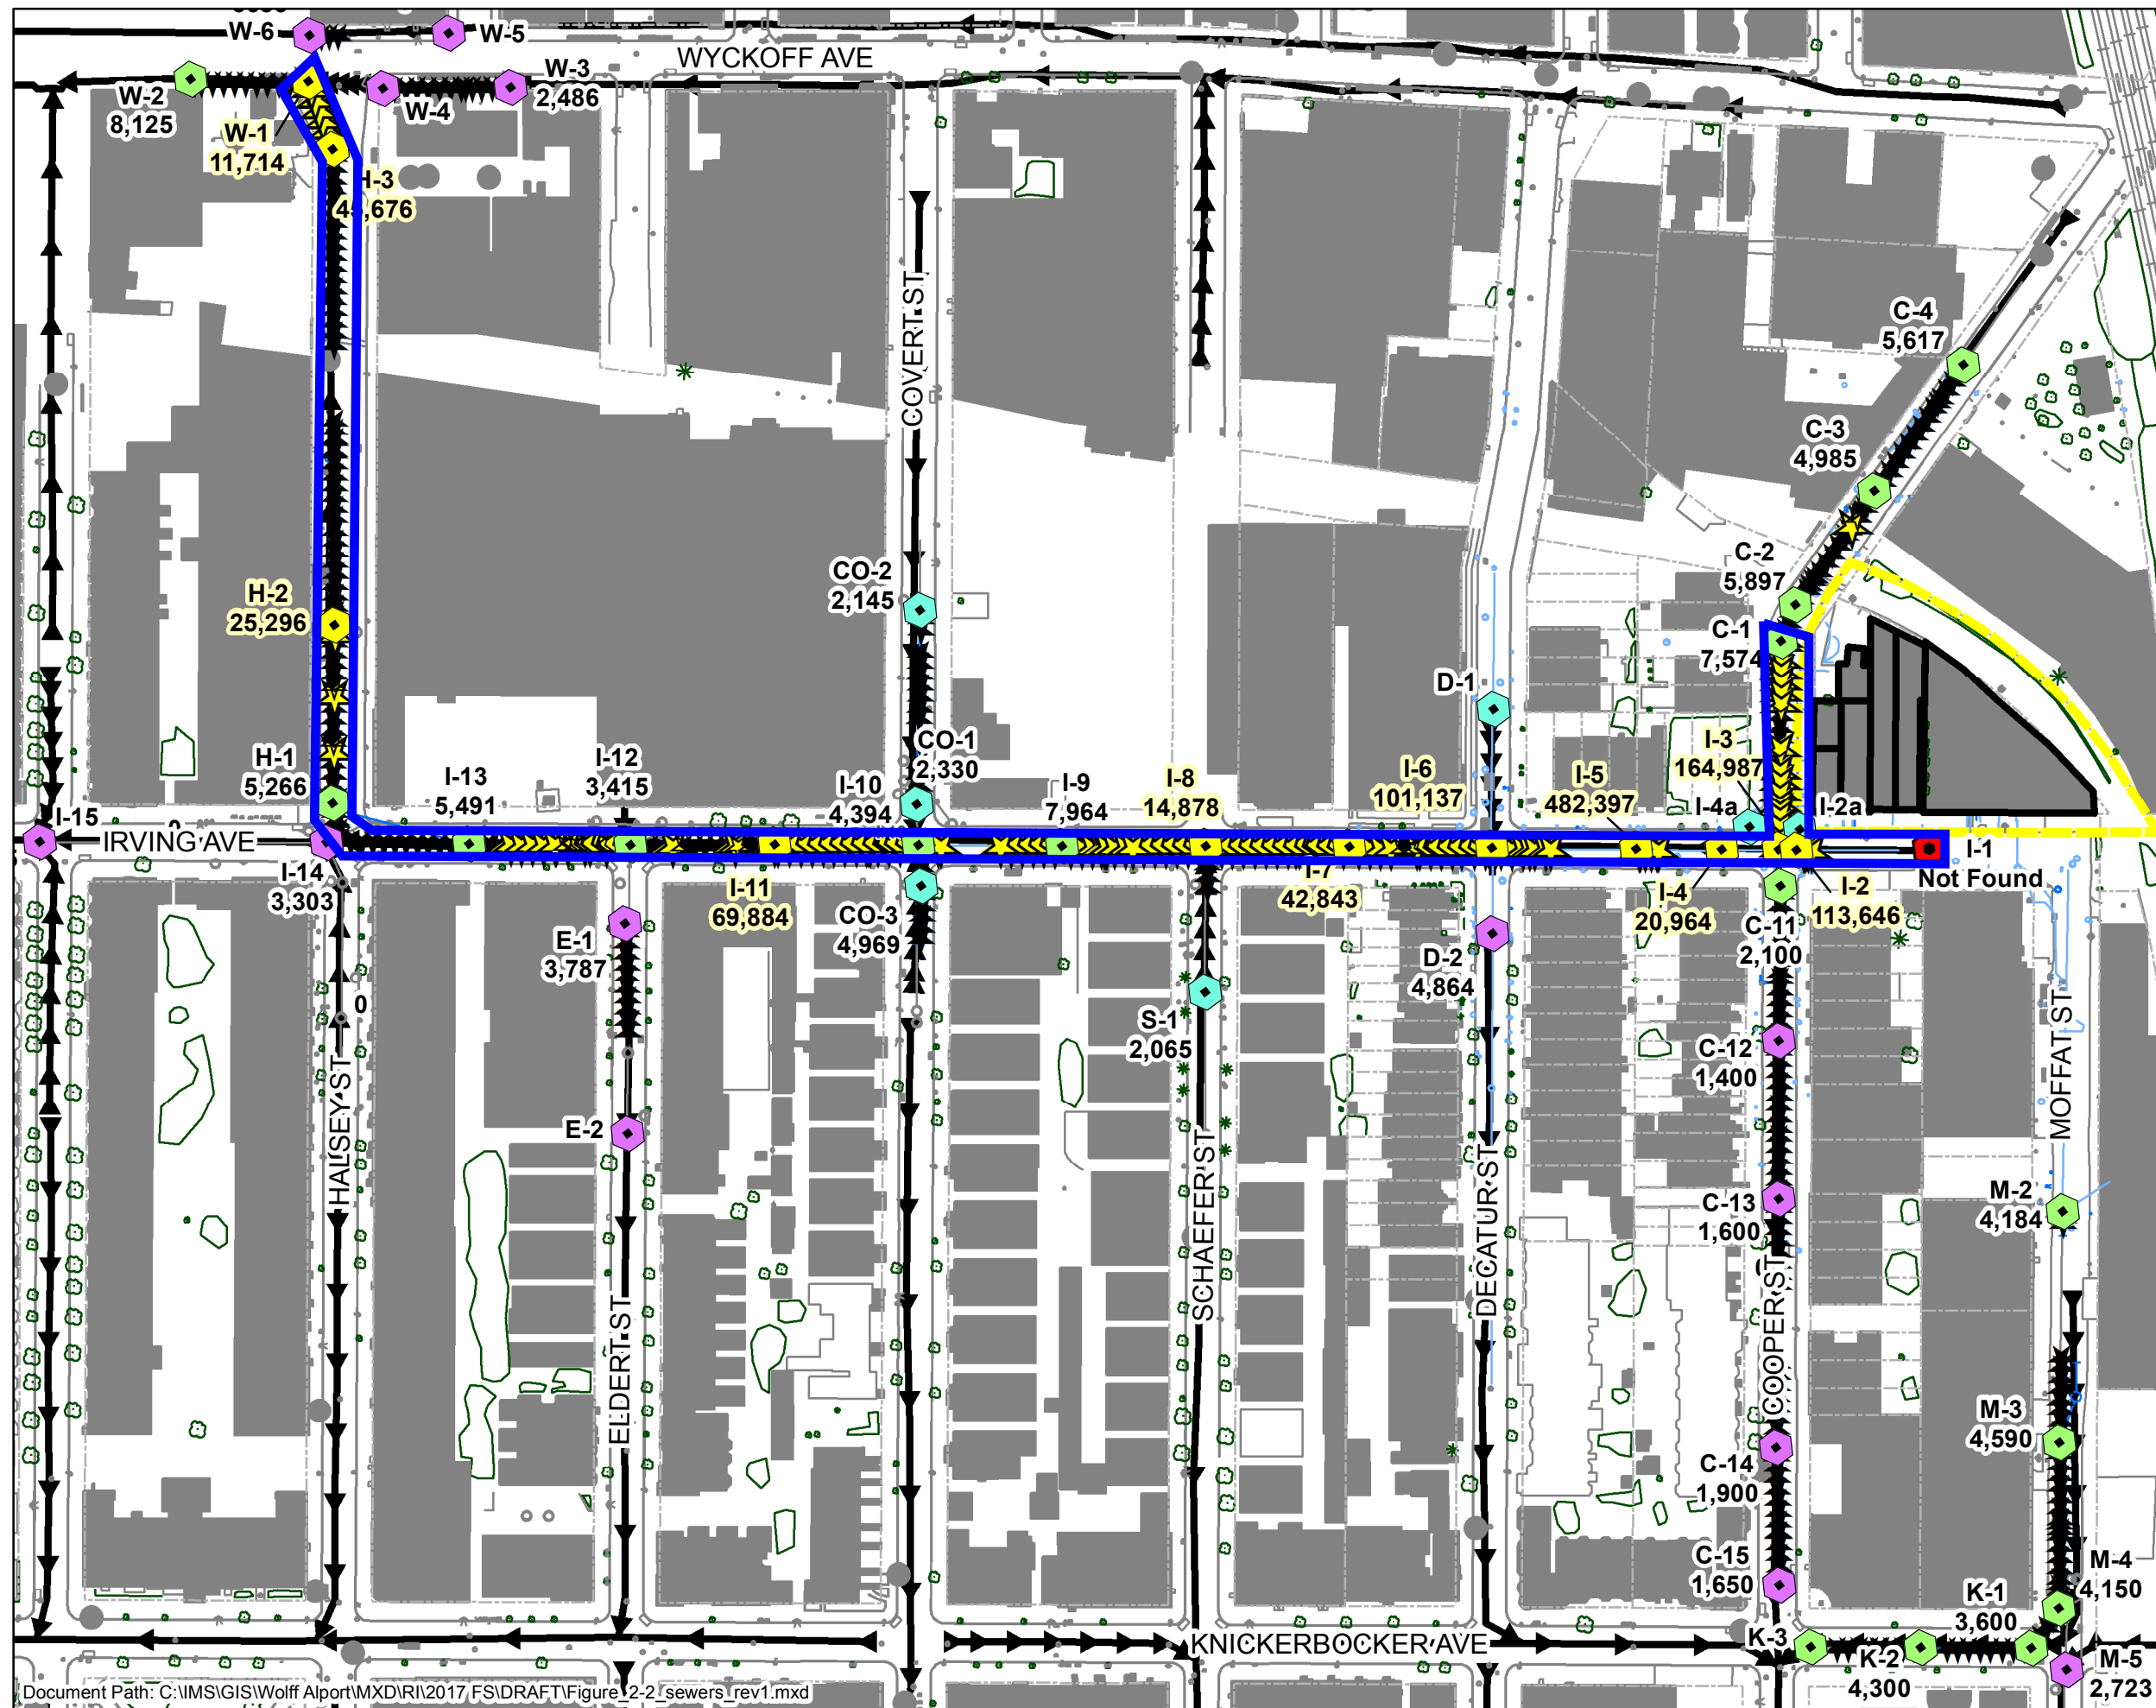 W-6
W-5
WYCKOFF AVE
W-3
2,486
W-2
8,125
W-4
W-1
11,714
H-3
45,676
COVERT ST
C-4
5,617
C-3
4,985
C-2
5,897
CO-2
2,145
H-2
25,296
C-1
7,574
D-1
H-1
5,266
I-13
5,491
I-12
3,415
CO-1
2,330
I-10
4,394
I-9
7,964
I-8
14,878
I-6
101,137
I-5
482,397
I-3
164,987
I-4a
I-2a
I-15
0
IRVING AVE
I-1
Not Found
I-14
3,303
I-11
69,884
I-7
42,843
I-4
20,964
I-2
113,646
CO-3
4,969
E-1
3,787
D-2
4,864
C-11
2,100
0
S-1
2,065
C-12
1,400
MOFFAT ST
E-2
HALSEY ST
SCHAEFER ST
DECATUR ST
C-13
1,600
M-2
4,184
ELDERT ST
COOPER ST
M-3
4,590
C-14
1,900
C-15
1,650
M-4
4,150
K-1
3,600
KNICKERBOCKER AVE
K-3
K-2
4,300
M-5
2,723
Document Path: C:\IMS\GIS\Wolff Alport\MXD\RI\2017 FS\DRAFT\Figure_2-2_sewers_rev1.mxd